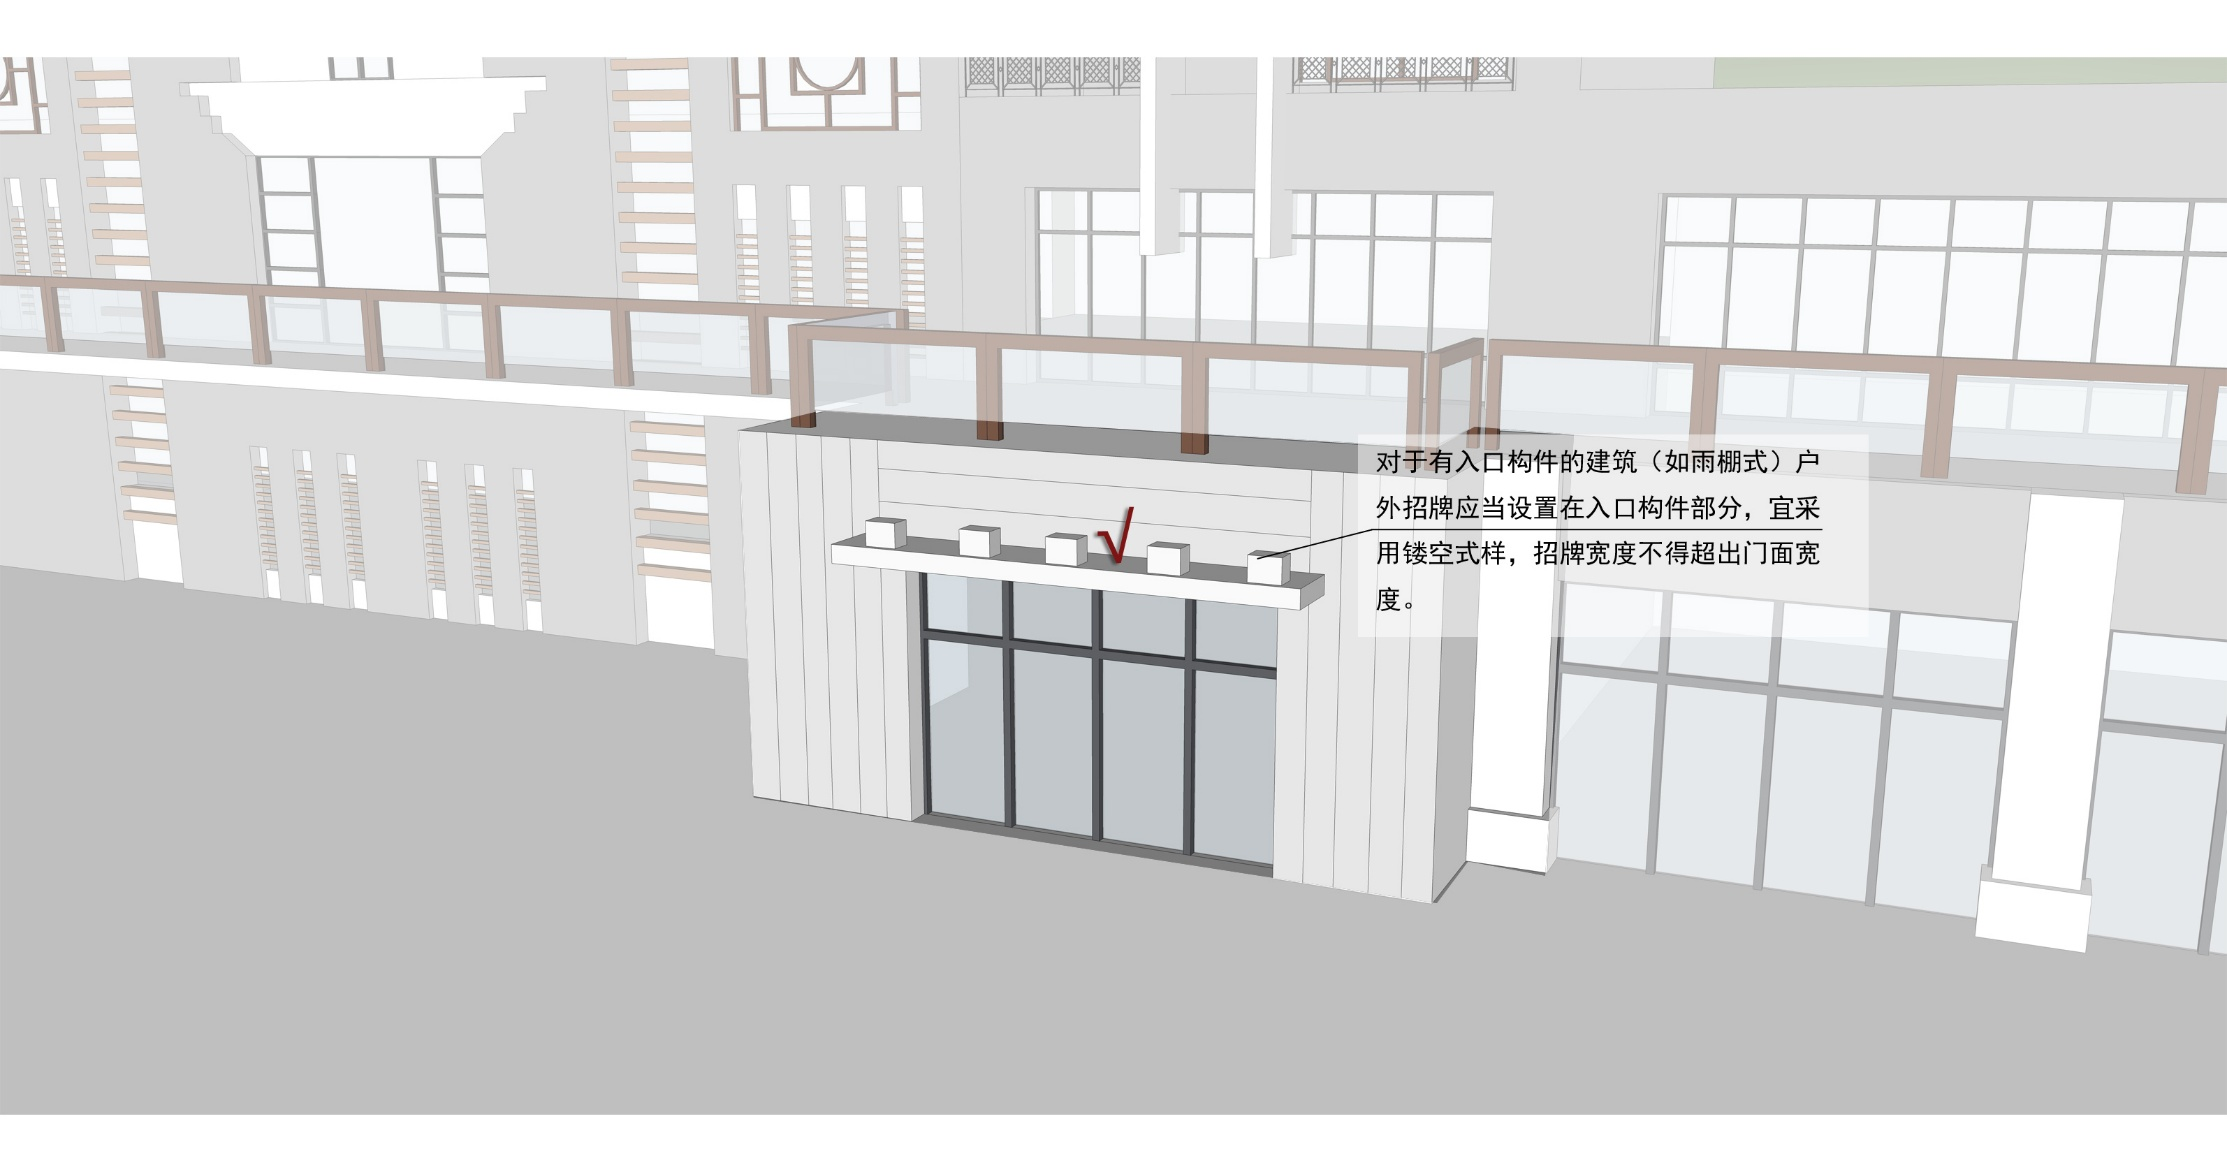 对于有入口构件的建筑（如雨棚式）户
外招牌应当设置在入口构件部分，宜采
用镂空式样，招牌宽度不得超出门面宽
度。
√